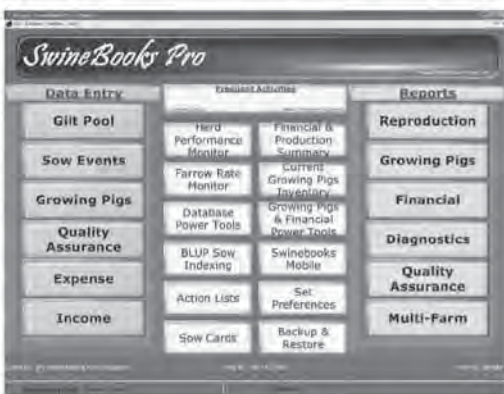 SwineBooks Pro
Data Entry
Gilt Pool
Sow Events
Growing Pigs
Quality
Assurance
Expense
Income
Frequent Activities
Herd
Performance
Monitor
Financial &
Production
Summary
Farrow Rate
Monitor
Current
Growing Pigs
Inventory
Database
Power Tools
Growing Pigs
& Financial
Power Tools
BLUP Sow
Indexing
Swinebooks
Mobile
Action Lists
Set
Preferences
Sow Cards
Backup &
Restore
Reports
Reproduction
Growing Pigs
Financial
Diagnostics
Quality
Assurance
Multi-Farm